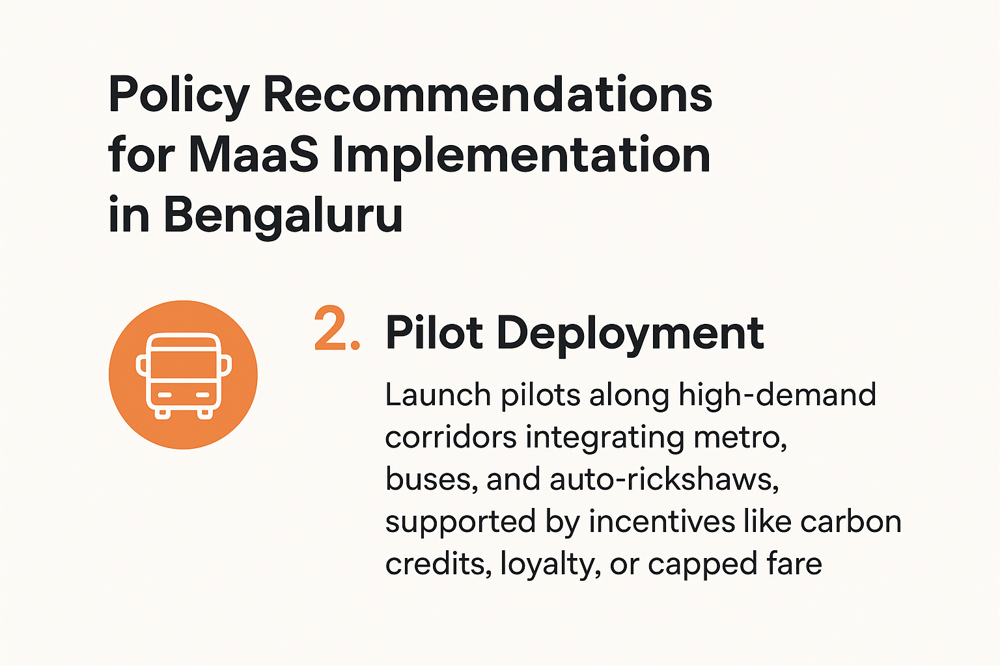 Policy Recommendations
for MaaS Implementation
in Bengaluru
2. Pilot Deployment
Launch pilots along high-demand
corridors integrating metro,
buses, and auto-rickshaws,
supported by incentives like carbon
credits, loyalty, or capped fare